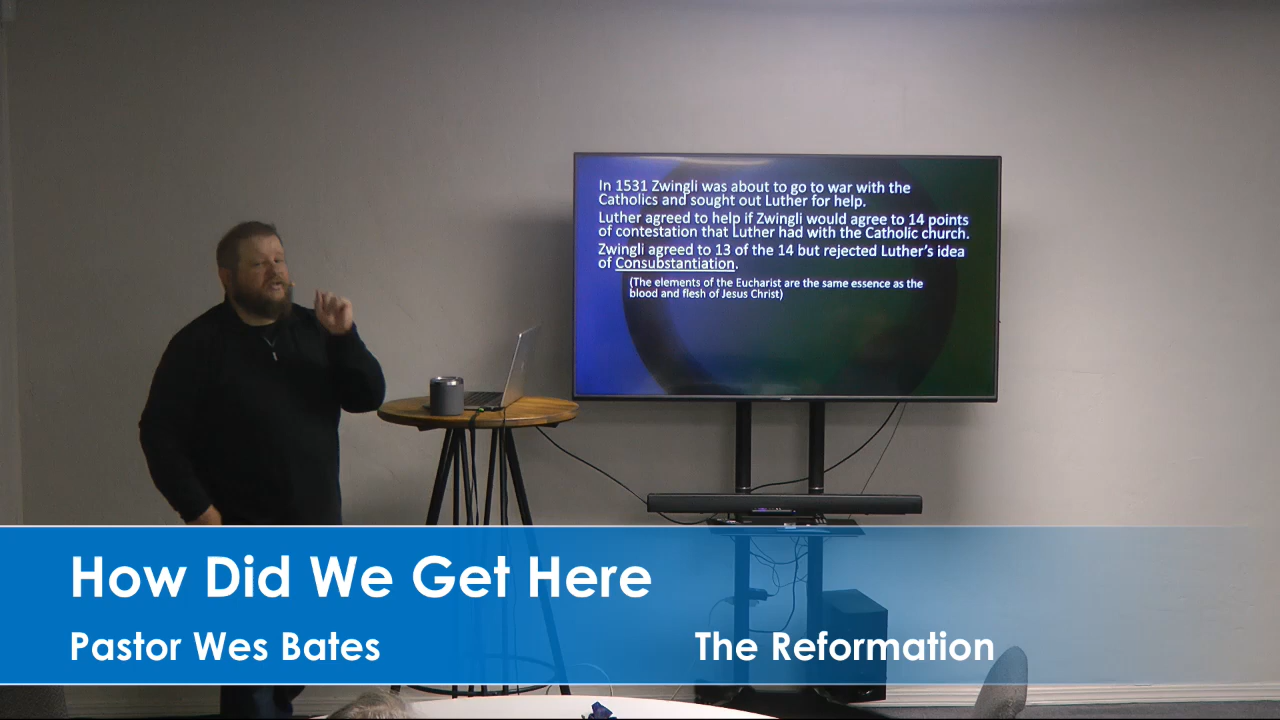 In 1531 Zwingli was about to go to war with the
Catholics and sought out Luther for help.
Luther agreed to help if Zwingli would agree to 14 points
of contestation that Luther had with the Catholic church.
Zwingli agreed to 13 of the 14 but rejected Luther's idea
of Consubstantiation.
(The elements of the Eucharist are the same essence as the
blood and flesh of Jesus Christ)
How Did We Get Here
Pastor Wes Bates
The Reformation